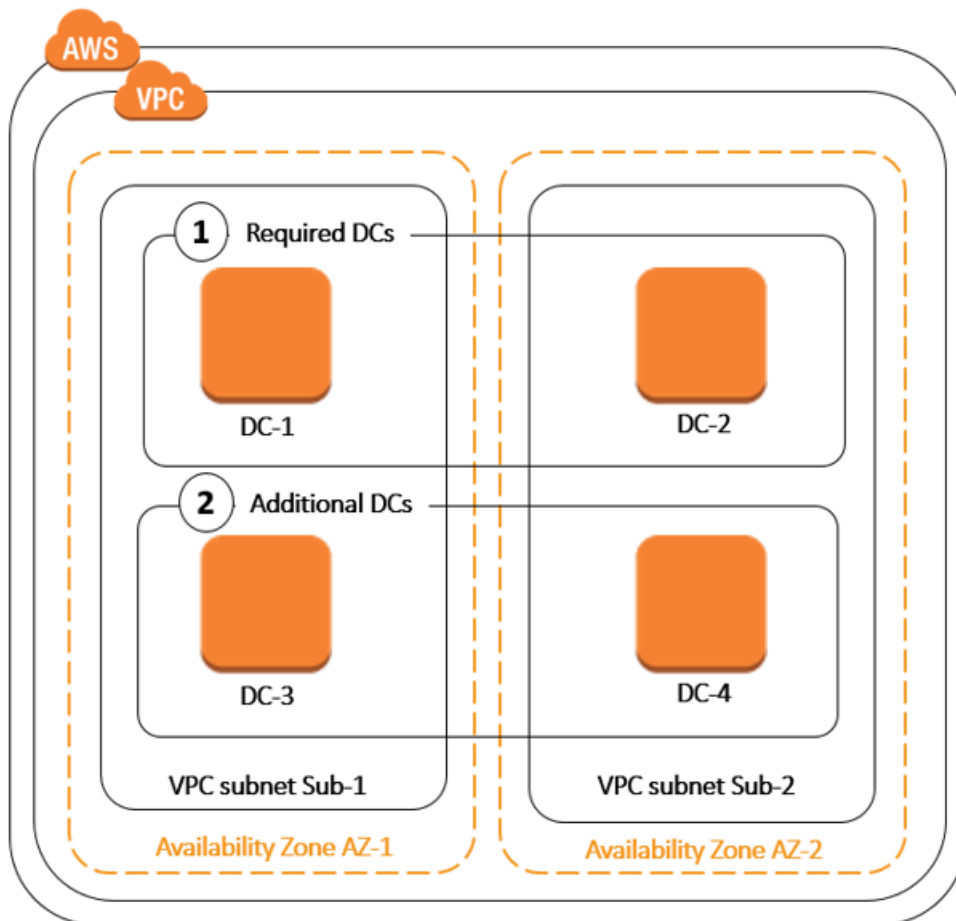 AWS
VPC
1 Required DCs
DC-1
DC-2
2 Additional DCs
DC-3
DC-4
VPC subnet Sub-1
VPC subnet Sub-2
Availability Zone AZ-1
Availability Zone AZ-2